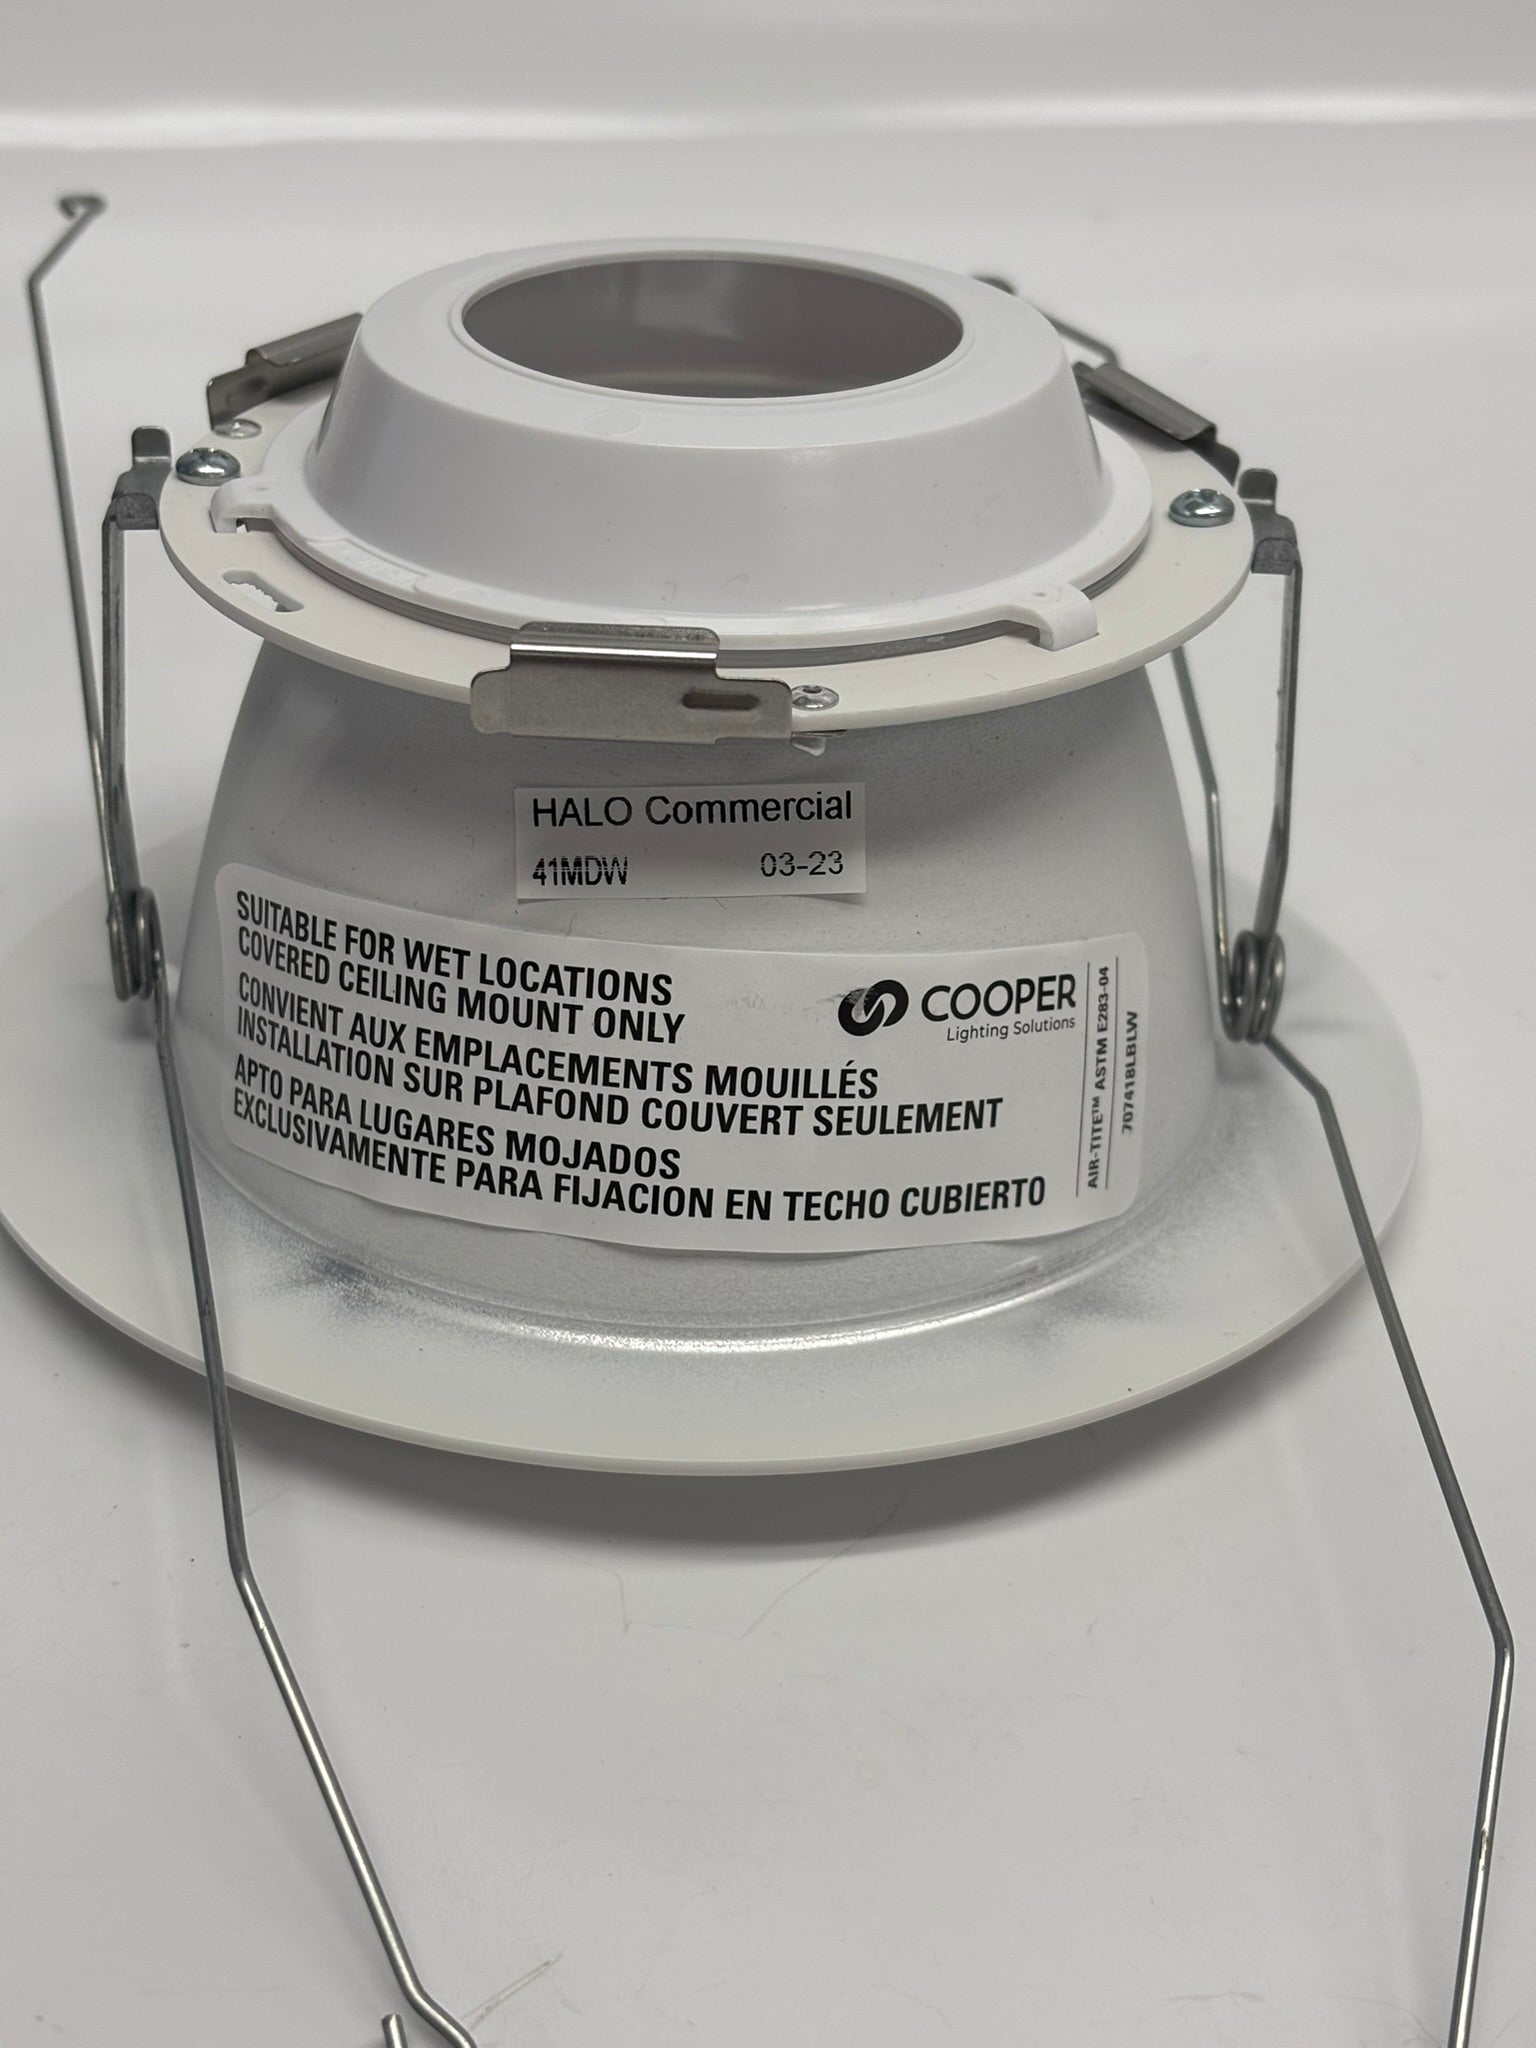 HALO Commercial
41MDW 03-23
SUITABLE FOR WET LOCATIONS
COVERED CEILING MOUNT ONLY
CONVIENT AUX EMPLACEMENTS MOUILLÉS
INSTALLATION SUR PLAFOND COUVERT SEULEMENT
APTO PARA LUGARES MOJADOS
EXCLUSIVAMENTE PARA FIJACION EN TECHO CUBIERTO
COOPER
Lighting Solutions
AIR-TITE™ ASTM E283-04
707418LBLW